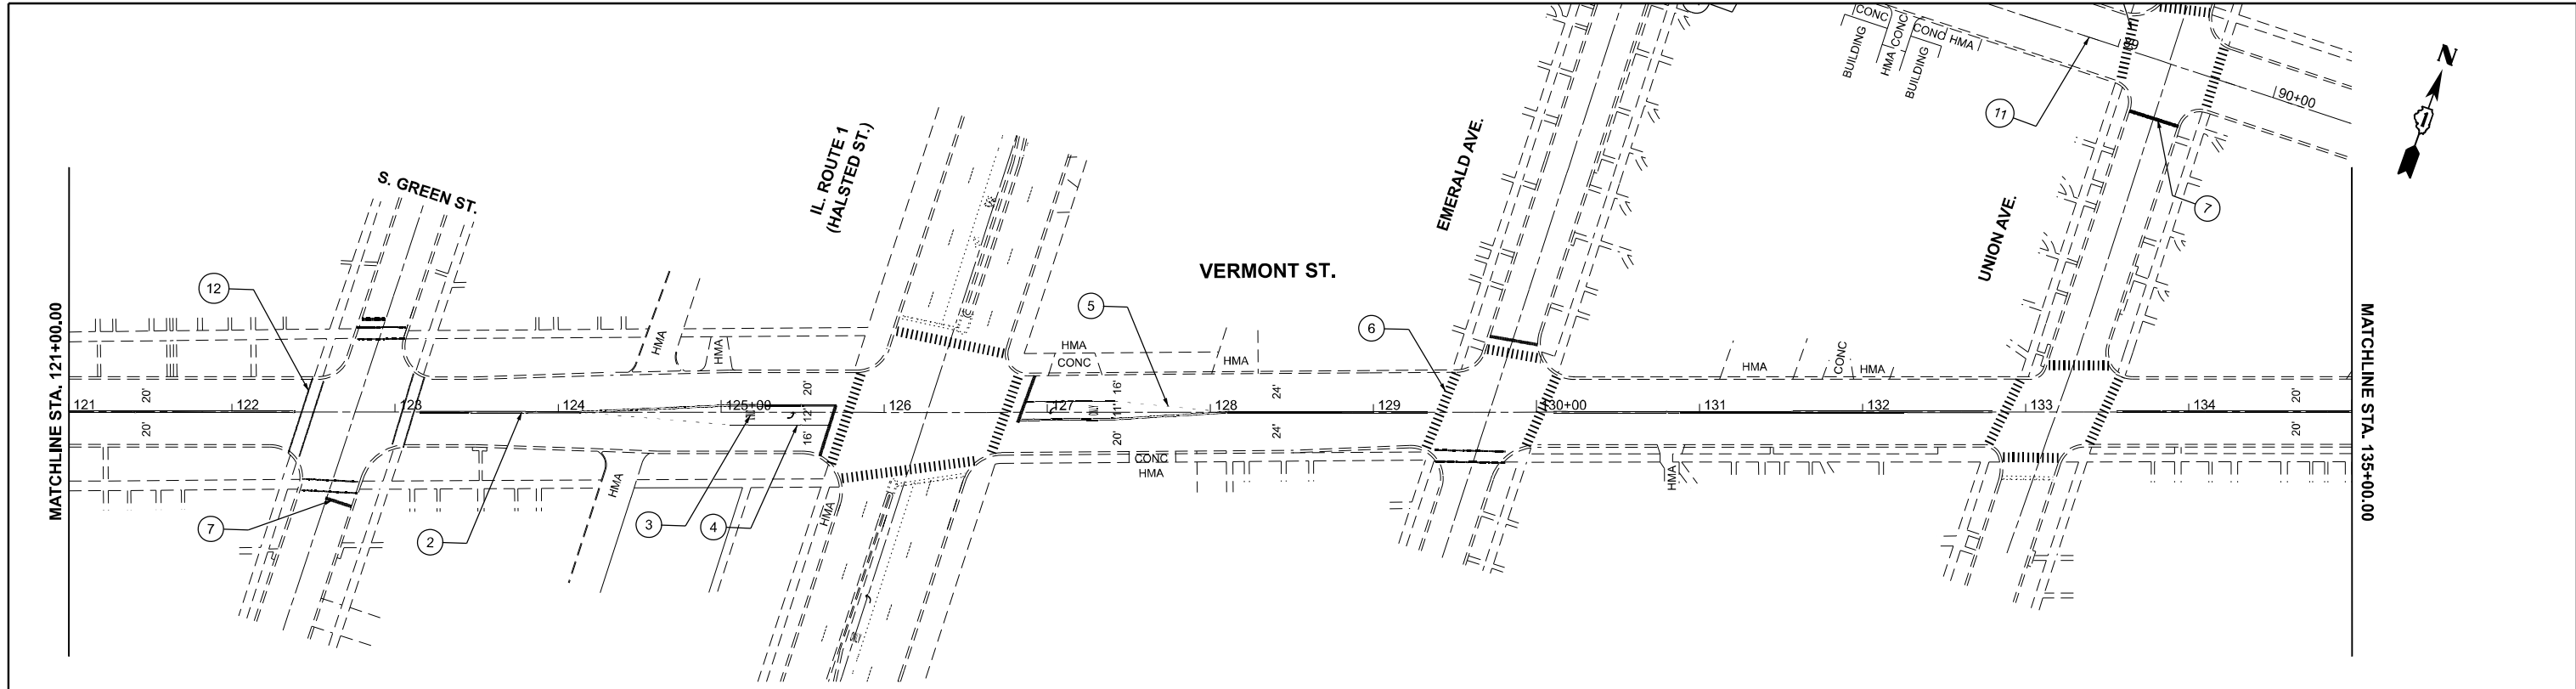 CONC
CONC
CONC
HMA
BUILDING
HMA
BUILDING
89
11
90+00
N
1
S. GREEN ST.
IL. ROUTE 1
(HALSTED ST.)
EMERALD AVE.
UNION AVE.
7
VERMONT ST.
12
5
6
MATCHLINE STA. 121+00.00
MATCHLINE STA. 135+00.00
HMA
HMA
HMA
CONC
HMA
HMA
CONC
HMA
20'
20'
16'
24'
20'
121
122
123
124
125+00
126
127
128
129
130+00
131
132
133
134
12'
11'
20'
16'
20'
24'
20'
CONC
HMA
HMA
HMA
HMA
7
2
3
4